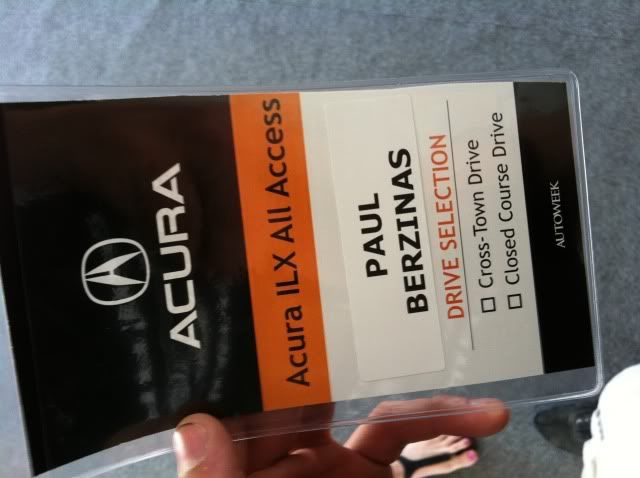 ACURA
Acura ILX All Access
PAUL
BERZINAS
DRIVE SELECTION
☐ Cross-Town Drive
☐ Closed Course Drive
AUTOWEEK